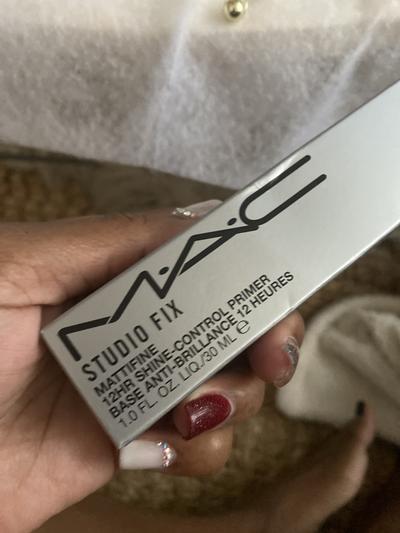 M·A·C
STUDIO FIX
MATTIFINE
12HR SHINE-CONTROL PRIMER
BASE ANTI-BRILLANCE 12 HEURES
1.0 FL. OZ. LIQ./30 ML ℮